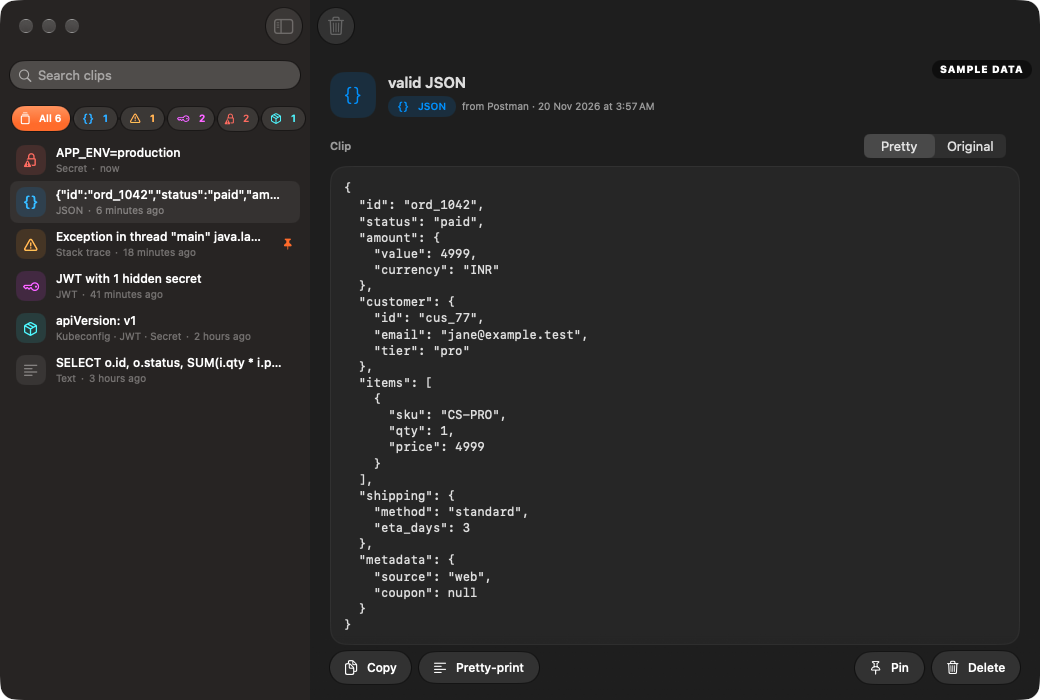 Search clips
All 6
{} 1
1
2
2
1
APP_ENV=production
Secret · now
{} {"id":"ord_1042","status":"paid","am...
JSON · 6 minutes ago
Exception in thread "main" java.la...
Stack trace · 18 minutes ago
JWT with 1 hidden secret
JWT · 41 minutes ago
apiVersion: v1
Kubeconfig · JWT · Secret · 2 hours ago
SELECT o.id, o.status, SUM(i.qty * i.p...
Text · 3 hours ago
SAMPLE DATA
{} valid JSON
{} JSON from Postman · 20 Nov 2026 at 3:57 AM
Clip
Pretty Original
{
  "id": "ord_1042",
  "status": "paid",
  "amount": {
    "value": 4999,
    "currency": "INR"
  },
  "customer": {
    "id": "cus_77",
    "email": "jane@example.test",
    "tier": "pro"
  },
  "items": [
    {
      "sku": "CS-PRO",
      "qty": 1,
      "price": 4999
    }
  ],
  "shipping": {
    "method": "standard",
    "eta_days": 3
  },
  "metadata": {
    "source": "web",
    "coupon": null
  }
}
Copy Pretty-print Pin Delete